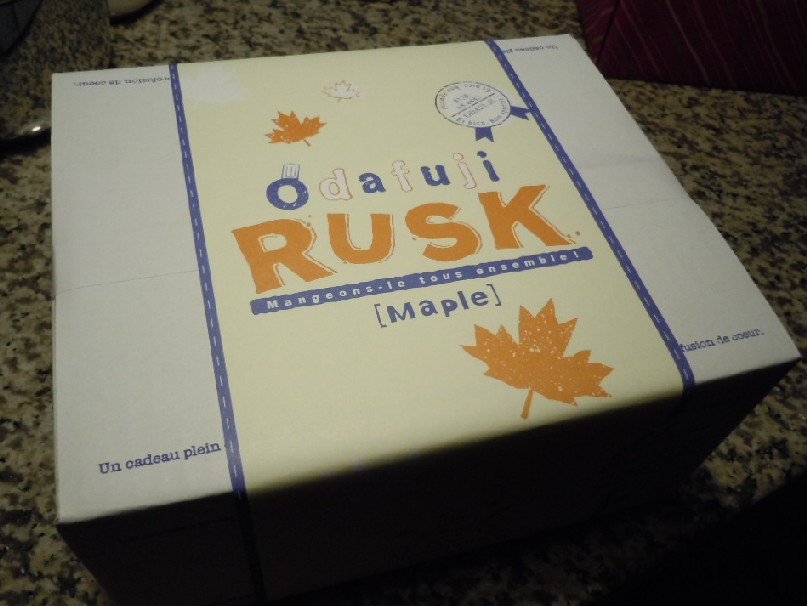 Odafuji
RUSK
Mangeons-le tous ensemble!
[Maple]
Un cadeau plein
fusion de coeur.